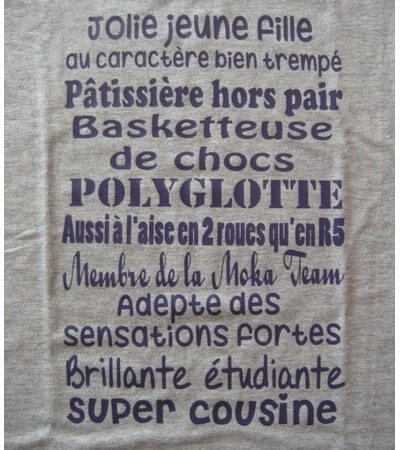 Jolie jeune fille
au caractère bien trempé
Pâtissière hors pair
Basketteuse
de chocs
POLYGLOTTE
Aussi à l'aise en 2 roues qu'en R5
Membre de la Moka Team
Adepte des
sensations fortes
Brillante étudiante
super cousine